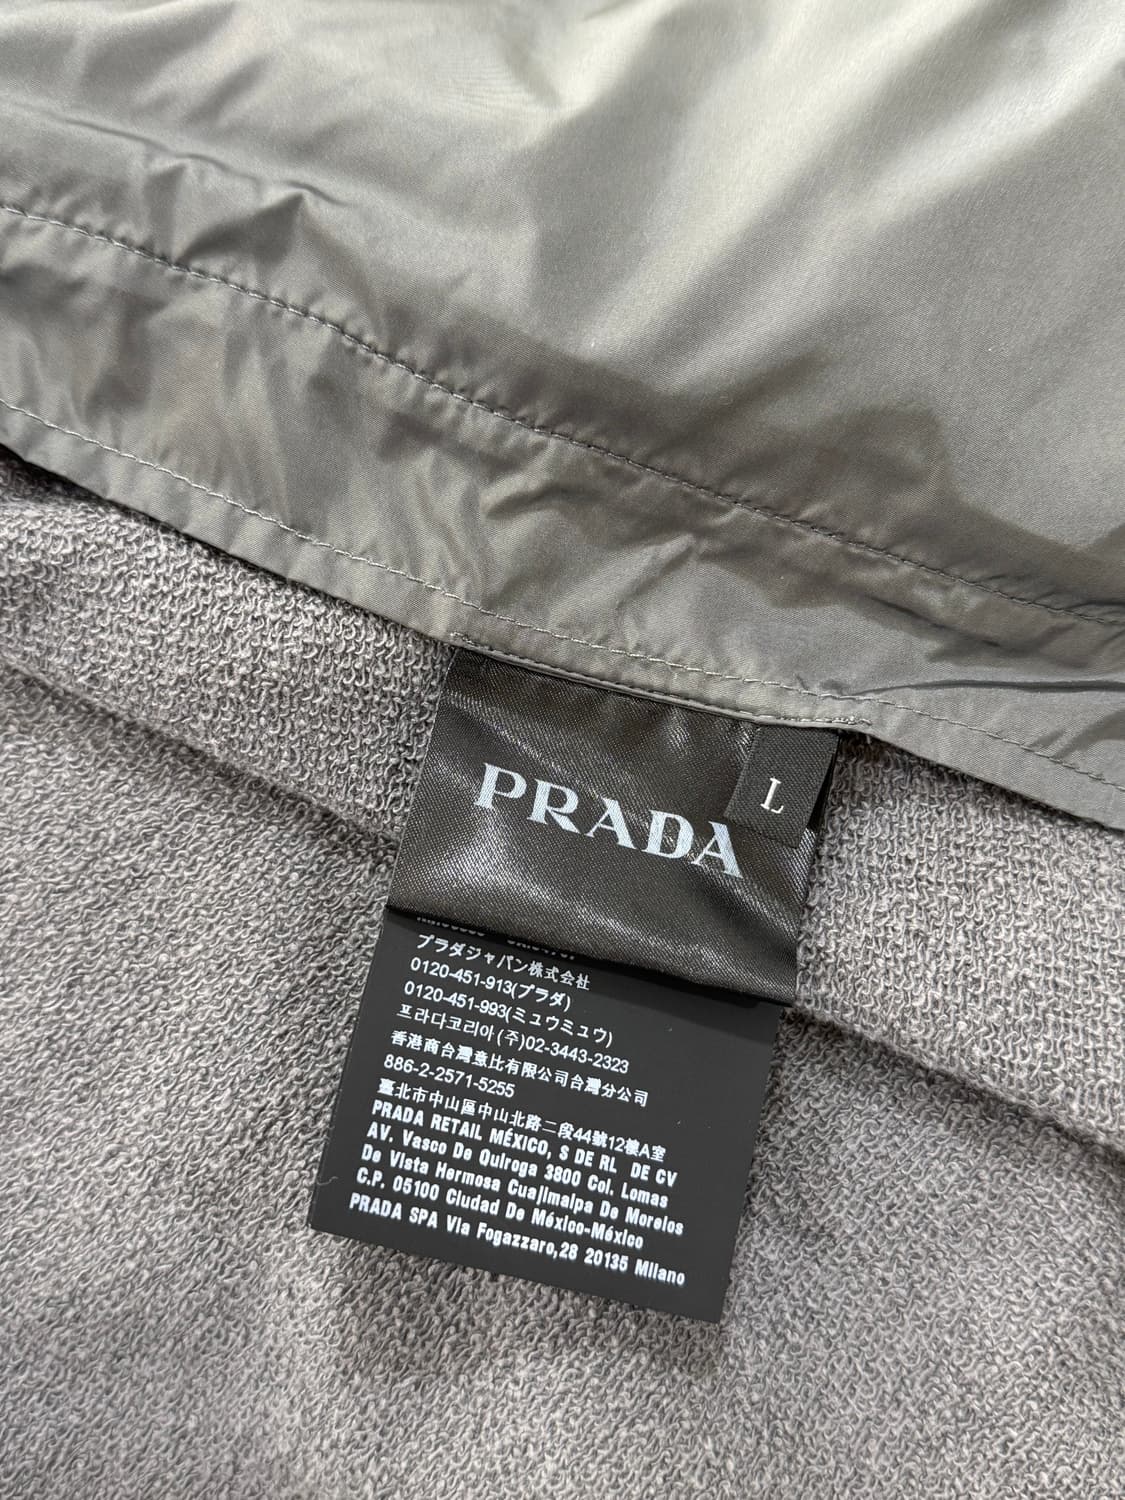 PRADA
L
プラダジャパン株式会社
0120-451-913(プラダ)
0120-451-993(ミュウミュウ)
프라다코리아(주)02-3443-2323
香港商台灣意比有限公司台灣分公司
886-2-2571-5255
臺北市中山區中山北路二段44號12樓A室
PRADA RETAIL MÉXICO, S DE RL DE CV
AV. Vasco De Quiroga 3800 Col. Lomas
De Vista Hermosa Cuajimalpa De Morelos
C.P. 05100 Ciudad De México-México
PRADA SPA Via Fogazzaro,28 20135 Milano